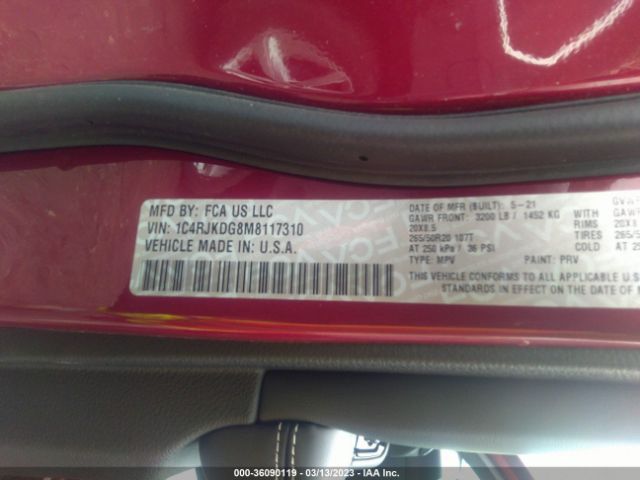 MFD BY: FCA US LLC
VIN: 1C4RJKDG8M8117310
VEHICLE MADE IN U.S.A.
DATE OF MFR (BUILT): 5-21
GAWR FRONT: 3200 LB / 1452 KG
20X8.5
265/50R20 107T
AT 250 kPa / 36 PSI
TYPE: MPV PAINT: PRV
THIS VEHICLE CONFORMS TO ALL APPLICABLE
STANDARDS IN EFFECT ON THE DATE OF
WITH
RIMS
TIRES
COLD
000-36090119 -- 03/13/2023 -- IAA Inc.